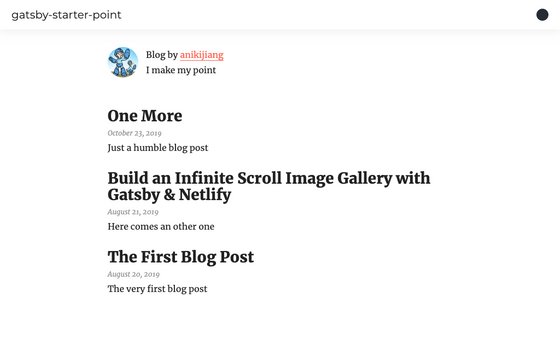 gatsby-starter-point
Blog by anikijiang
I make my point
One More
October 23, 2019
Just a humble blog post
Build an Infinite Scroll Image Gallery with
Gatsby & Netlify
August 21, 2019
Here comes an other one
The First Blog Post
August 20, 2019
The very first blog post